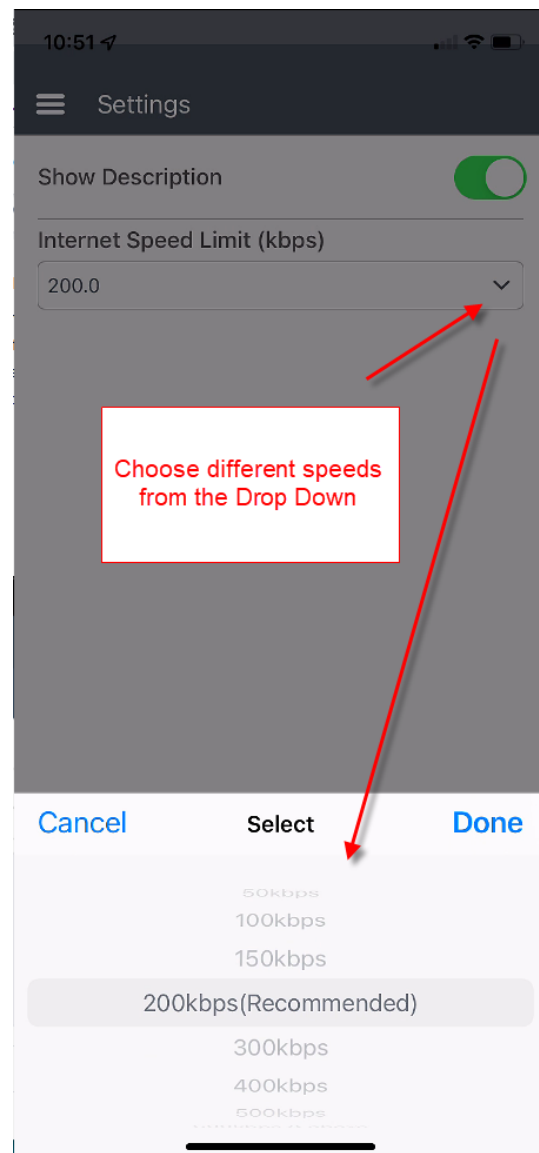 10:51
Settings
Show Description
Internet Speed Limit (kbps)
200.0
Choose different speeds
from the Drop Down
Cancel
Select
Done
50kbps
100kbps
150kbps
200kbps(Recommended)
300kbps
400kbps
500kbps